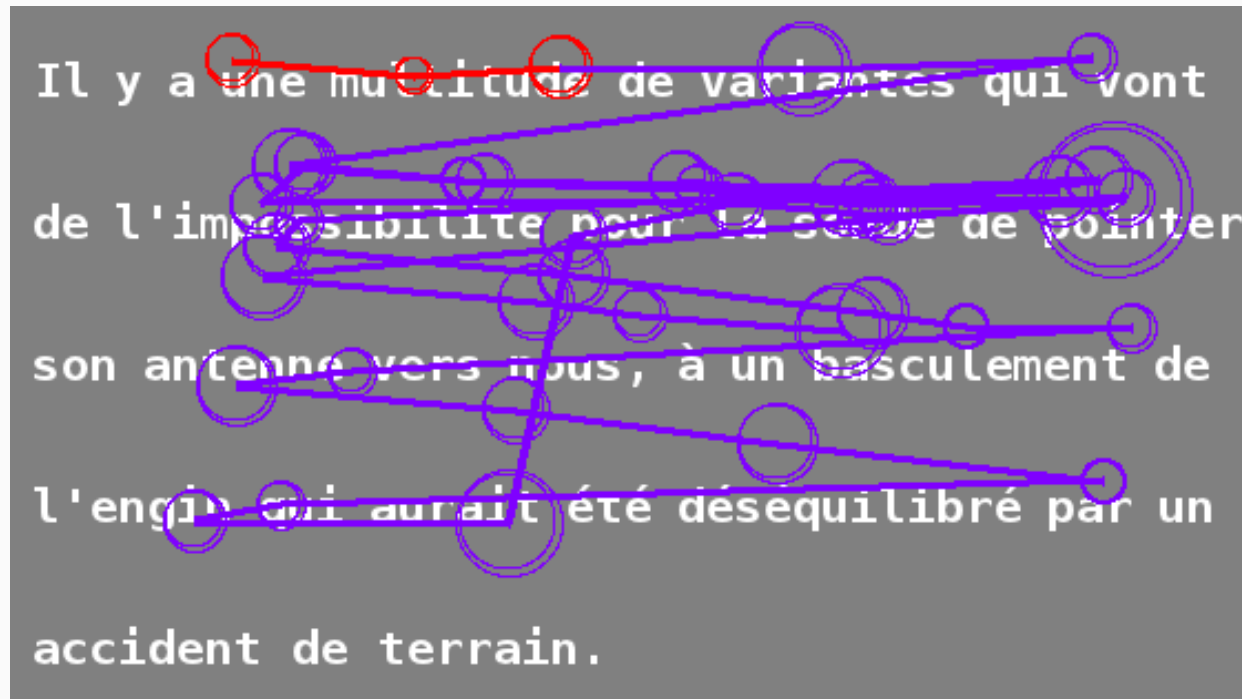 Il y a une multitude de variantes qui vont
de l'impossibilite pour la sonde de pointer
son antenne vers nous, à un basculement de
l'engin qui aurait été déséquilibré par un
accident de terrain.